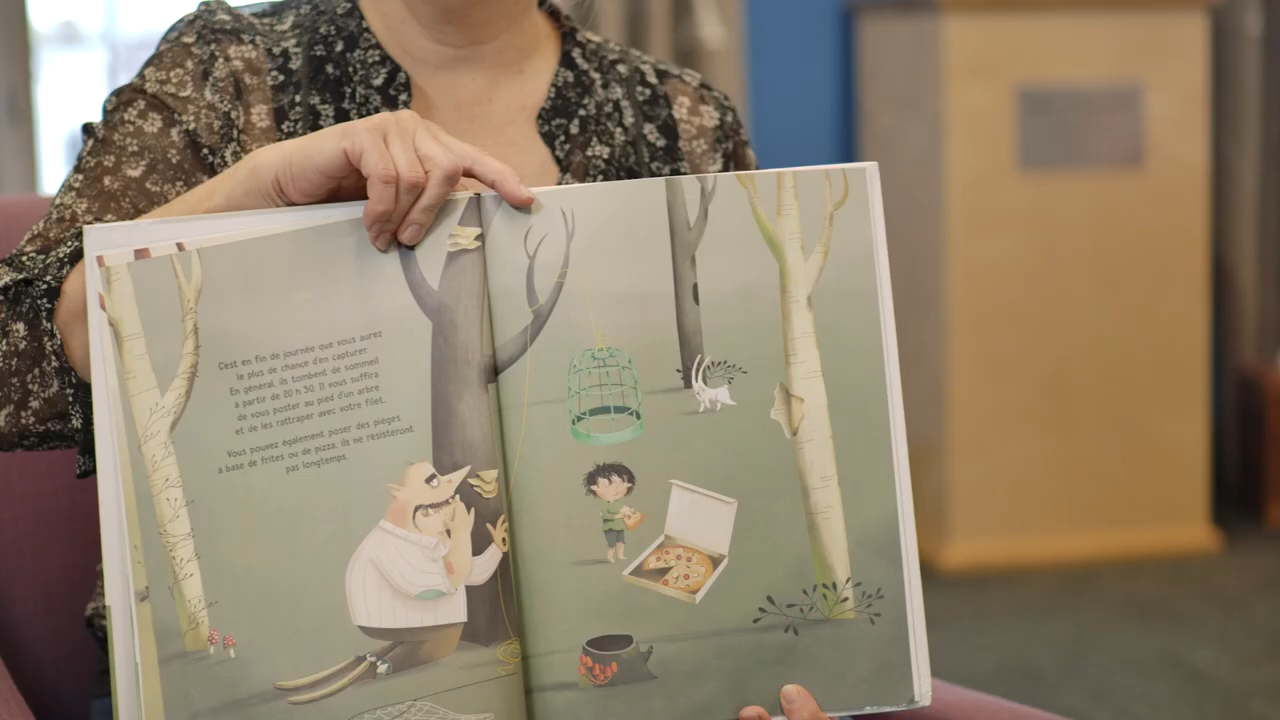 C'est en fin de journée que vous aurez
le plus de chance d'en capturer.
En général, ils tombent de sommeil
à partir de 20 h 30. Il vous suffira
de vous poster au pied d'un arbre
et de les rattraper avec votre filet.
Vous pouvez également poser des pièges
à base de frites ou de pizza, ils ne résisteront
pas longtemps.